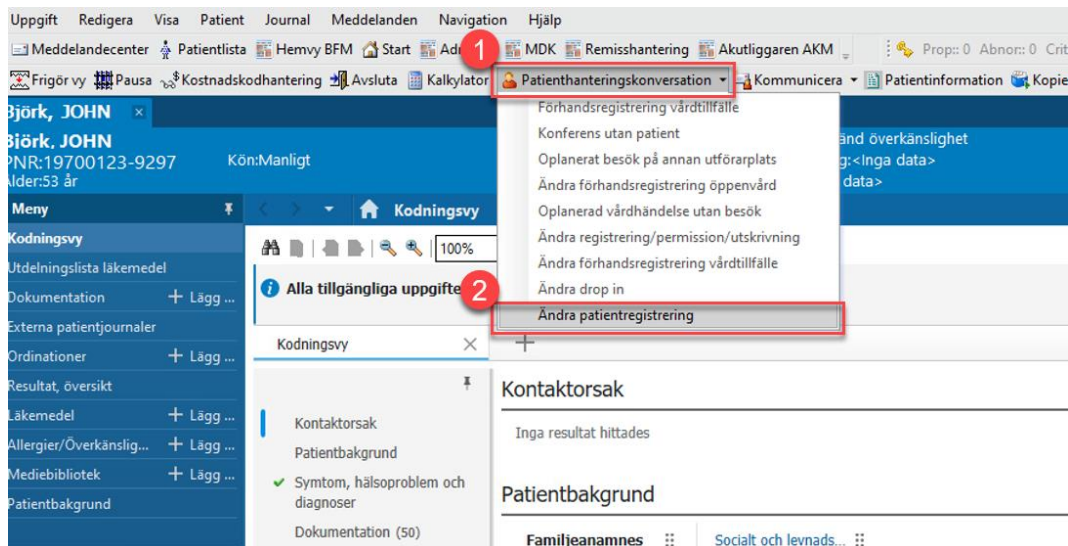 Uppgift Redigera Visa Patient Journal Meddelanden Navigation Hjälp
Meddelandecenter Patientlista Hemvy BFM Start Adr 1 MDK Remisshantering Akutliggaren AKM Prop:: 0 Abnor:: 0 Crit
Frigör vy Pausa Kostnadskodhantering Avsluta Kalkylator Patienthanteringskonversation Kommunicera Patientinformation Kopie
Björk, JOHN
Björk, JOHN
PNR:19700123-9297 Kön:Manligt
Ålder:53 år
änd överkänslighet
g:<Inga data>
data>
Förhandsregistrering vårdtillfälle
Konferens utan patient
Oplanerat besök på annan utförarplats
Ändra förhandsregistrering öppenvård
Oplanerad vårdhändelse utan besök
Ändra registrering/permission/utskrivning
Ändra förhandsregistrering vårdtillfälle
Ändra drop in
2 Ändra patientregistrering
Meny
Kodningsvy
Utdelningslista läkemedel
Dokumentation + Lägg ...
Externa patientjournaler
Ordinationer + Lägg ...
Resultat, översikt
Läkemedel + Lägg ...
Allergier/Överkänslig... + Lägg ...
Mediebibliotek + Lägg ...
Patientbakgrund
Kodningsvy
100%
Alla tillgängliga uppgifte
Kodningsvy
Kontaktorsak
Patientbakgrund
Symtom, hälsoproblem och
diagnoser
Dokumentation (50)
Kontaktorsak
Inga resultat hittades
Patientbakgrund
Familjeanamnes Socialt och levnads...